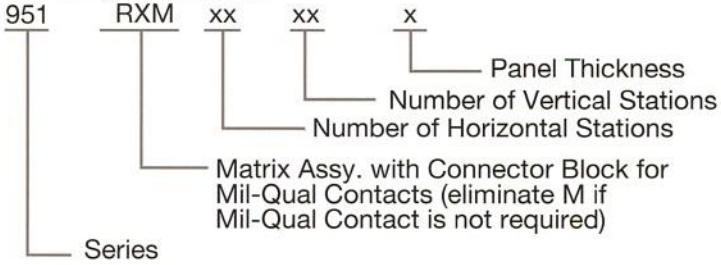 951 RXM xx xx x
Panel Thickness
Number of Vertical Stations
Number of Horizontal Stations
Matrix Assy. with Connector Block for
Mil-Qual Contacts (eliminate M if
Mil-Qual Contact is not required)
Series